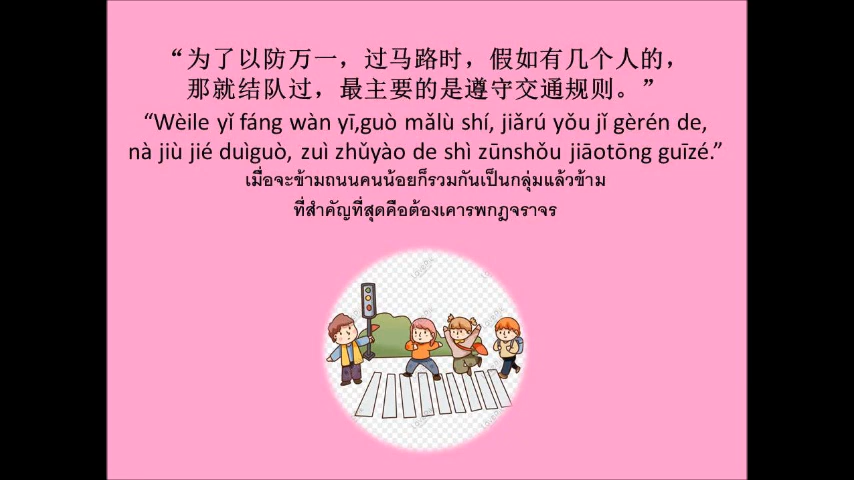 “为了以防万一，过马路时，假如有几个人的，
那就结队过，最主要的是遵守交通规则。”
“Wèile yǐ fáng wàn yī,guò mǎlù shí, jiǎrú yǒu jǐ gèrén de,
nà jiù jié duìguò, zuì zhǔyào de shì zūnshǒu jiāotōng guīzé.”
เมื่อจะข้ามถนนคนน้อยก็รวมกันเป็นกลุ่มแล้วข้าม
ที่สำคัญที่สุดคือต้องเคารพกฎจราจร